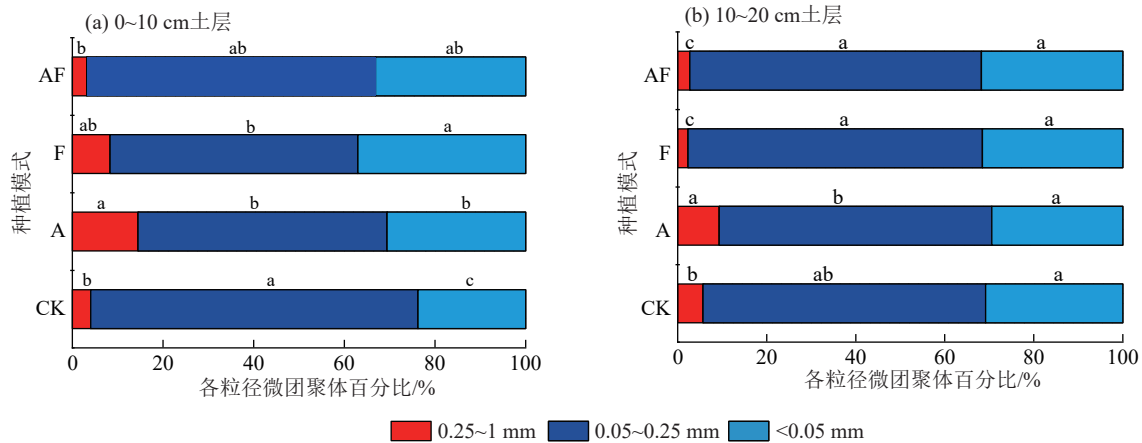 (a) 0~10 cm土层
b ab ab
AF
ab b a
F
a b b
A
b a c
CK
0 20 40 60 80 100
各粒径微团聚体百分比/%
种植模式
(b) 10~20 cm土层
c a a
AF
c a a
F
a b a
A
b ab a
CK
0 20 40 60 80 100
各粒径微团聚体百分比/%
种植模式
0.25~1 mm 0.05~0.25 mm <0.05 mm